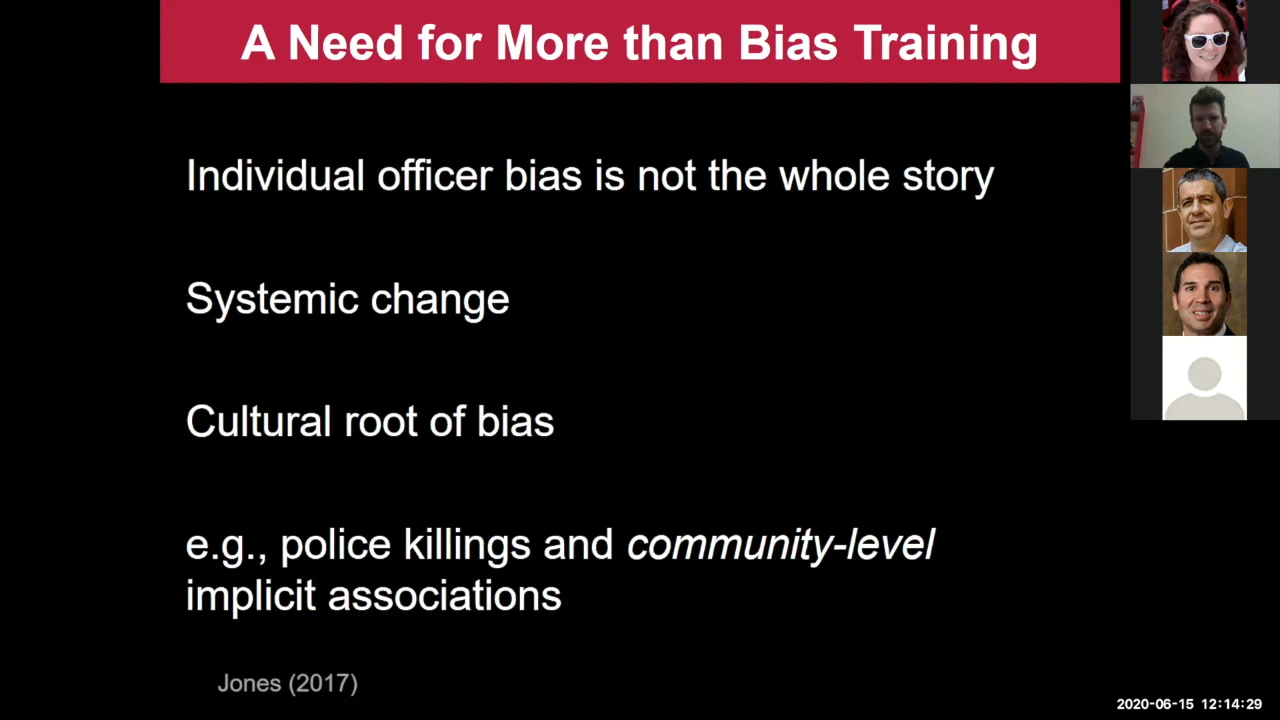 A Need for More than Bias Training
Individual officer bias is not the whole story
Systemic change
Cultural root of bias
e.g., police killings and community-level
implicit associations
Jones (2017)
2020-06-15 12:14:29